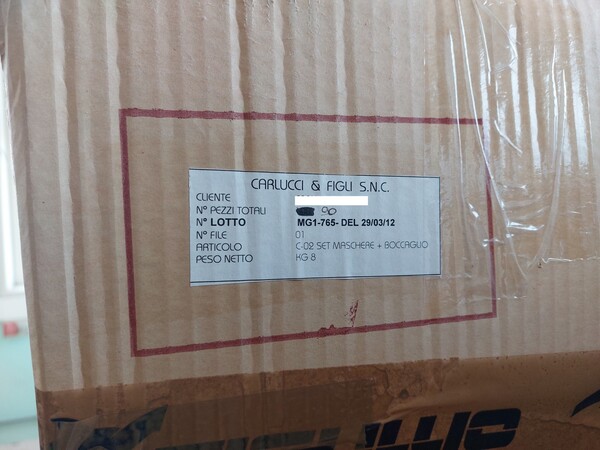 CARLUCCI & FIGLI S.N.C.
CLIENTE
N° PEZZI TOTALI 90
N° LOTTO MG1-765- DEL 29/03/12
N° FILE 01
ARTICOLO C-02 SET MASCHERE + BOCCAGLIO
PESO NETTO KG 8